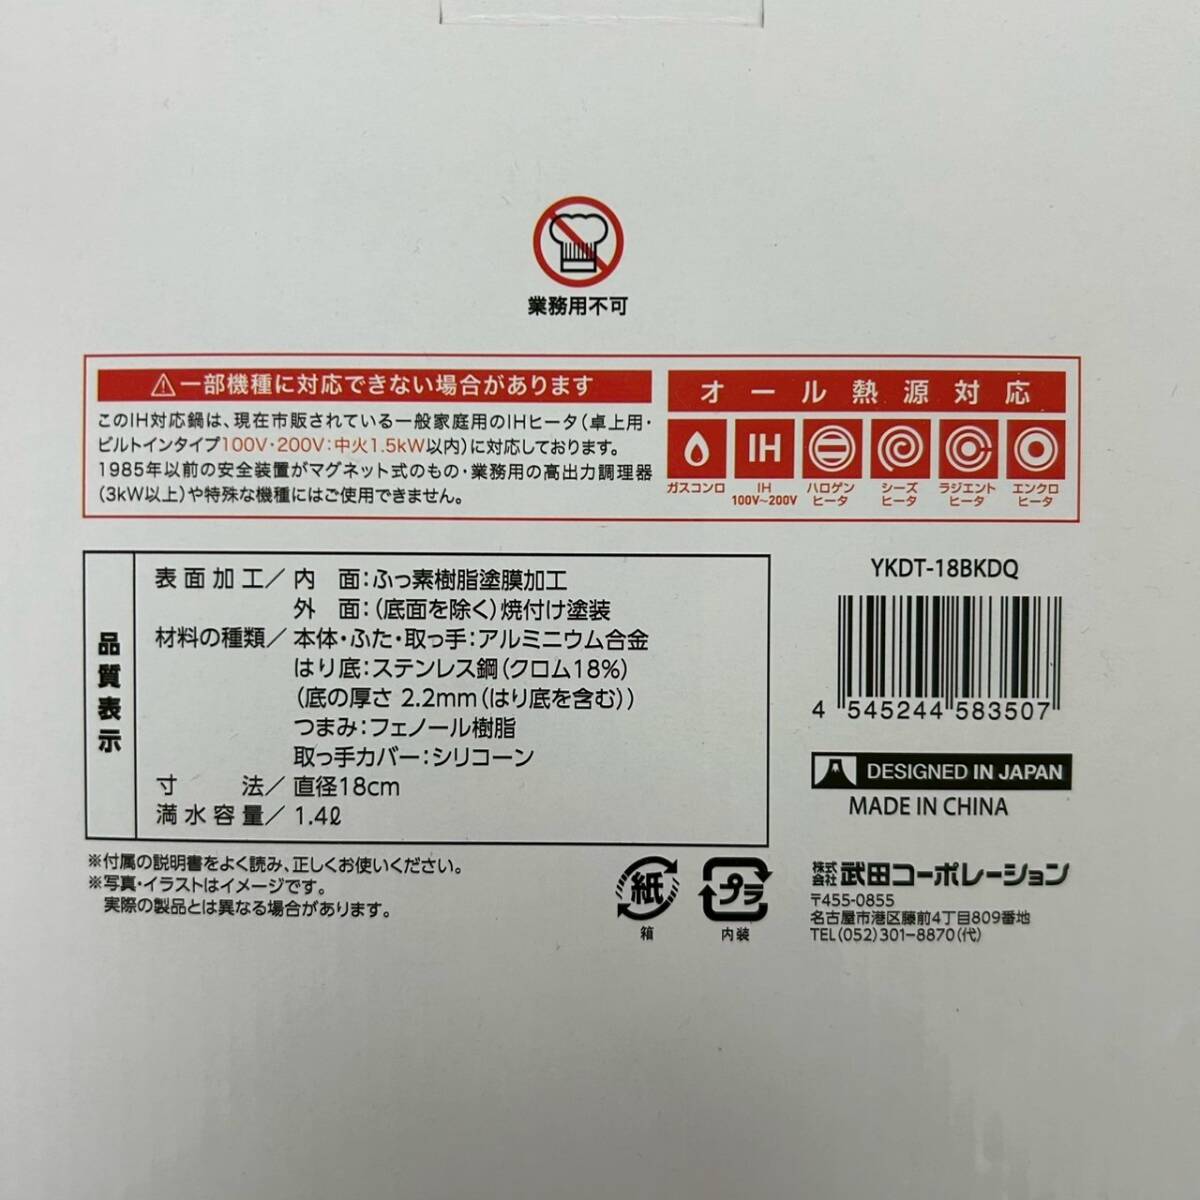 業務用不可
⚠一部機種に対応できない場合があります
このIH対応鍋は、現在市販されている一般家庭用のIHヒータ(卓上用・
ビルトインタイプ100V・200V:中火1.5kW以内)に対応しております。
1985年以前の安全装置がマグネット式のもの・業務用の高出力調理器
(3kW以上)や特殊な機種にはご使用できません。
オール熱源対応
IH
ガスコンロ
IH
100V~200V
ハロゲン
ヒータ
シーズ
ヒータ
ラジエント
ヒータ
エンクロ
ヒータ
品質表示
表面加工/内 面:ふっ素樹脂塗膜加工
外 面:(底面を除く)焼付け塗装
材料の種類/本体・ふた・取っ手:アルミニウム合金
はり底:ステンレス鋼(クロム18%)
(底の厚さ 2.2mm(はり底を含む))
つまみ:フェノール樹脂
取っ手カバー:シリコーン
寸 法/直径18cm
満水容量/1.4ℓ
※付属の説明書をよく読み、正しくお使いください。
※写真・イラストはイメージです。
実際の製品とは異なる場合があります。
紙
箱
プラ
内装
YKDT-18BKDQ
4 545244 583507
DESIGNED IN JAPAN
MADE IN CHINA
株式会社 武田コーポレーション
〒455-0855
名古屋市港区藤前4丁目809番地
TEL(052)301-8870(代)